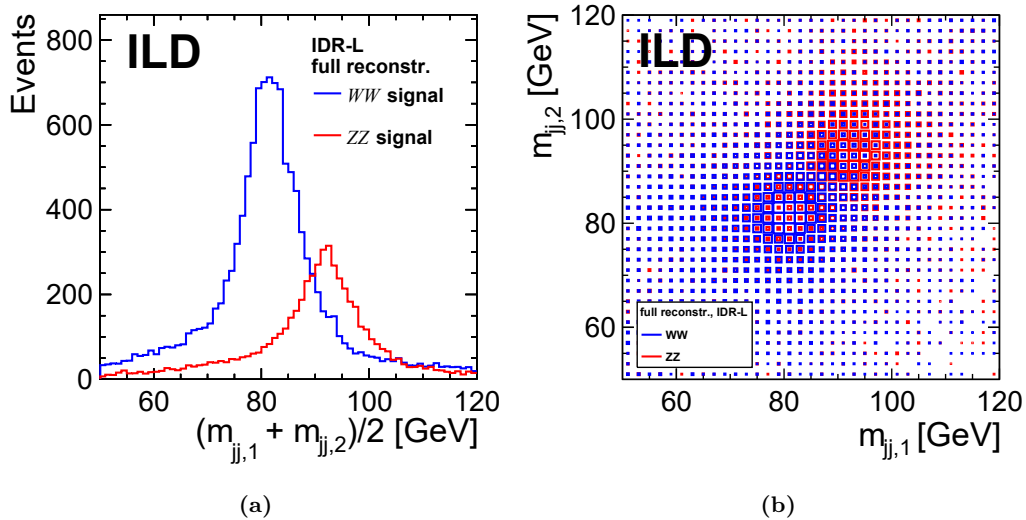 ILD
IDR-L
full reconstr.
WW signal
ZZ signal
Events
800
600
400
200
0
60 80 100 120
(m_jj,1 + m_jj,2)/2 [GeV]
(a)
ILD
m_jj,2 [GeV]
120
100
80
60
full reconstr., IDR-L
WW
ZZ
60 80 100 120
m_jj,1 [GeV]
(b)